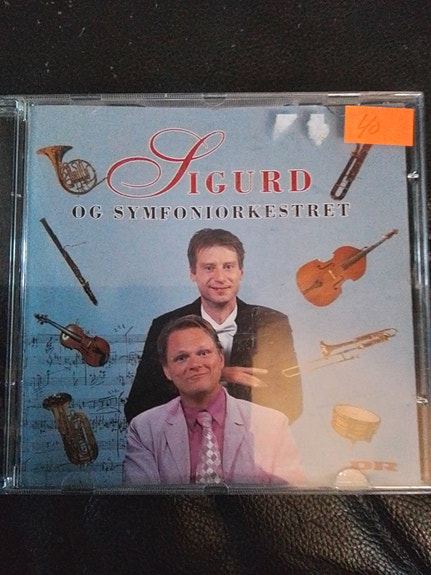 40
SIGURD
OG SYMFONIORKESTRET
DR